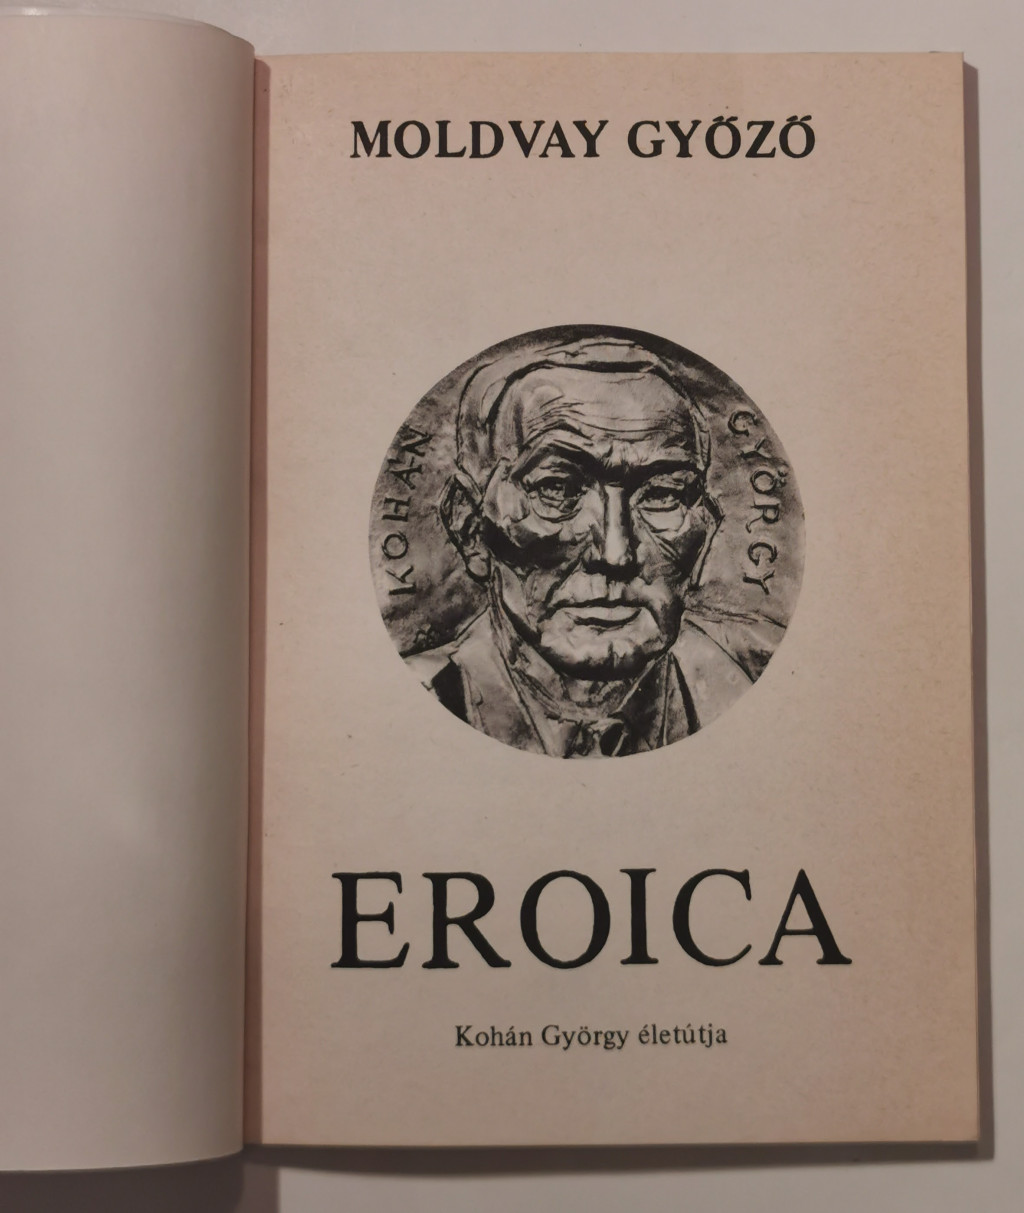 MOLDVAY GYŐZŐ
KOHÁN
GYÖRGY
EROICA
Kohán György életútja